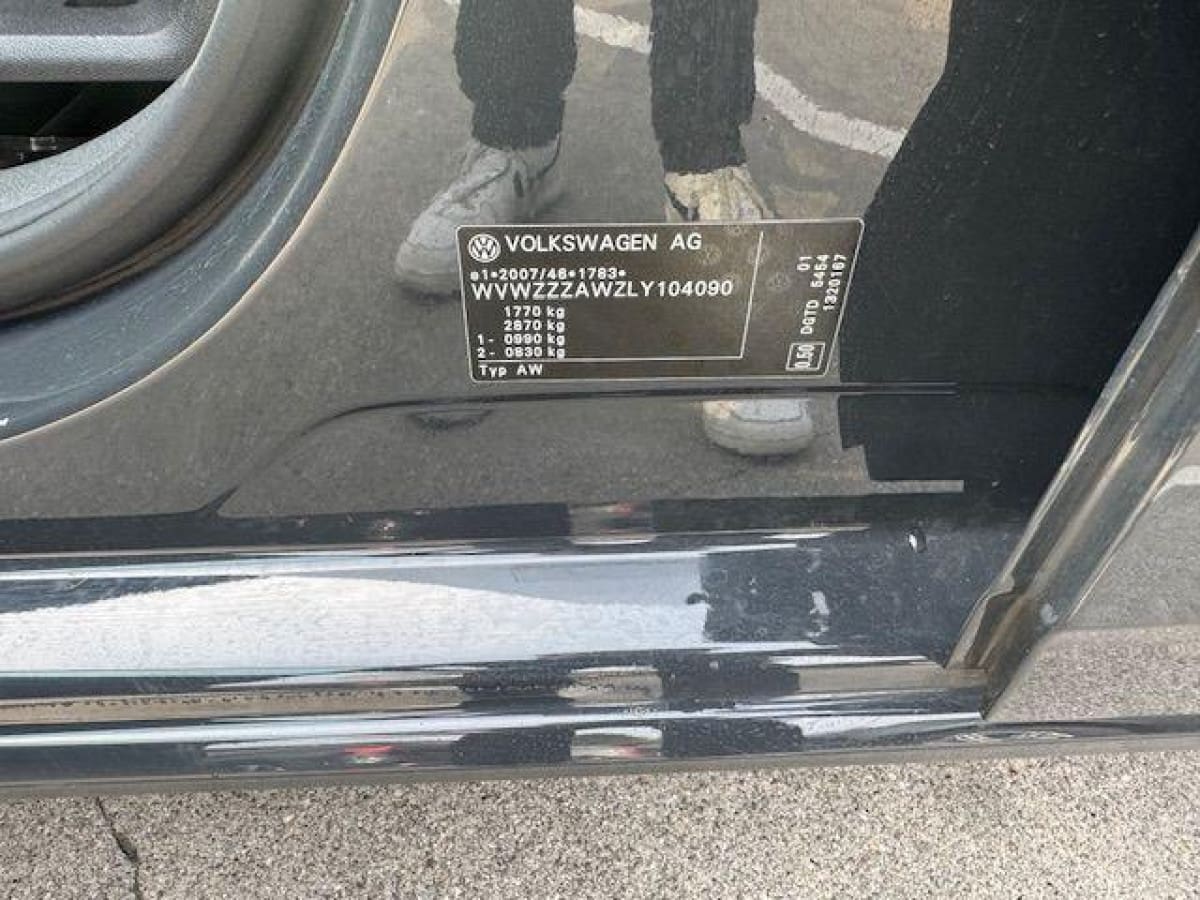 VOLKSWAGEN AG
e1*2007/46*1783*
WVWZZZAWZLY104090
1770 kg
2870 kg
1- 0990 kg
2- 0830 kg
Typ AW
01
DGTD 5454
1320167
0.50